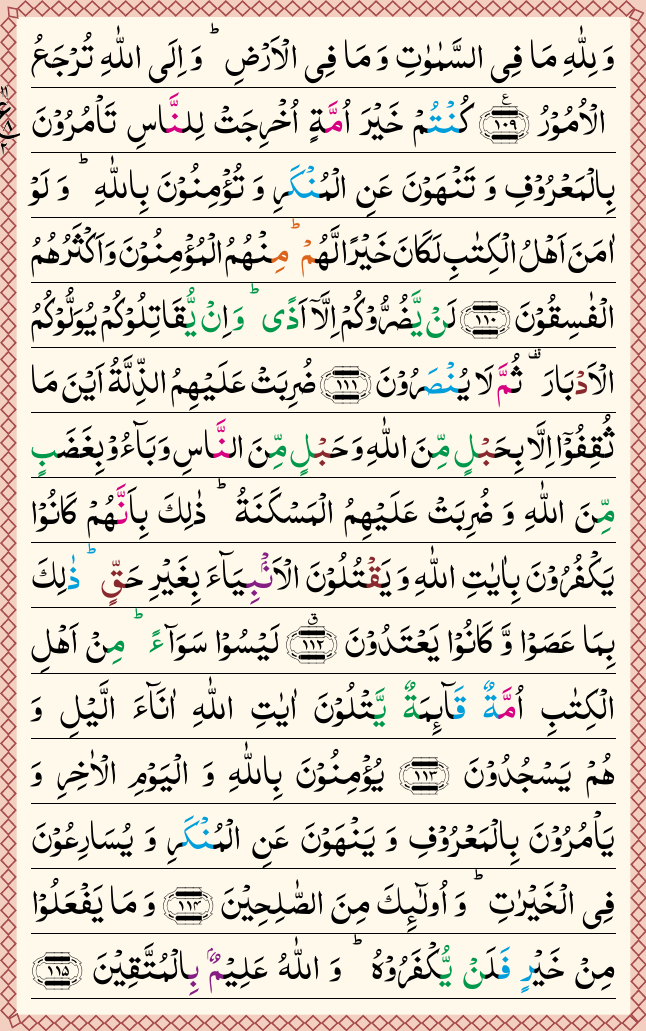 وَلِلّٰهِ مَا فِى السَّمٰوٰتِ وَ مَا فِى الْاَرْضِ ؕ وَ اِلَى اللّٰهِ تُرْجَعُ
الْاُمُوْرُ ﴿۱۰۹﴾ كُنْتُمْ خَيْرَ اُمَّةٍ اُخْرِجَتْ لِلنَّاسِ تَاْمُرُوْنَ
بِالْمَعْرُوْفِ وَ تَنْهَوْنَ عَنِ الْمُنْكَرِ وَ تُؤْمِنُوْنَ بِاللّٰهِ ؕ وَ لَوْ
اٰمَنَ اَهْلُ الْكِتٰبِ لَكَانَ خَيْرًا لَّهُمْ ؕ مِنْهُمُ الْمُؤْمِنُوْنَ وَ اَكْثَرُهُمُ
الْفٰسِقُوْنَ ﴿۱۱۰﴾ لَنْ يَّضُرُّوْكُمْ اِلَّاۤ اَذًى ؕ وَ اِنْ يُّقَاتِلُوْكُمْ يُوَلُّوْكُمُ
الْاَدْبَارَ ۟ ثُمَّ لَا يُنْصَرُوْنَ ﴿۱۱۱﴾ ضُرِبَتْ عَلَيْهِمُ الذِّلَّةُ اَيْنَ مَا
ثُقِفُوْۤا اِلَّا بِحَبْلٍ مِّنَ اللّٰهِ وَ حَبْلٍ مِّنَ النَّاسِ وَ بَآءُوْ بِغَضَبٍ
مِّنَ اللّٰهِ وَ ضُرِبَتْ عَلَيْهِمُ الْمَسْكَنَةُ ؕ ذٰلِكَ بِاَنَّهُمْ كَانُوْا
يَكْفُرُوْنَ بِاٰيٰتِ اللّٰهِ وَ يَقْتُلُوْنَ الْاَنْۢبِيَآءَ بِغَيْرِ حَقٍّ ؕ ذٰلِكَ
بِمَا عَصَوْا وَّ كَانُوْا يَعْتَدُوْنَ ﴿۱۱۲﴾ لَيْسُوْا سَوَآءً ؕ مِنْ اَهْلِ
الْكِتٰبِ اُمَّةٌ قَآئِمَةٌ يَّتْلُوْنَ اٰيٰتِ اللّٰهِ اٰنَآءَ الَّيْلِ وَ
هُمْ يَسْجُدُوْنَ ﴿۱۱۳﴾ يُؤْمِنُوْنَ بِاللّٰهِ وَ الْيَوْمِ الْاٰخِرِ وَ
يَاْمُرُوْنَ بِالْمَعْرُوْفِ وَ يَنْهَوْنَ عَنِ الْمُنْكَرِ وَ يُسَارِعُوْنَ
فِى الْخَيْرٰتِ ؕ وَ اُولٰٓئِكَ مِنَ الصّٰلِحِيْنَ ﴿۱۱۴﴾ وَ مَا يَفْعَلُوْا
مِنْ خَيْرٍ فَلَنْ يُّكْفَرُوْهُ ؕ وَ اللّٰهُ عَلِيْمٌۢ بِالْمُتَّقِيْنَ ﴿۱۱۵﴾